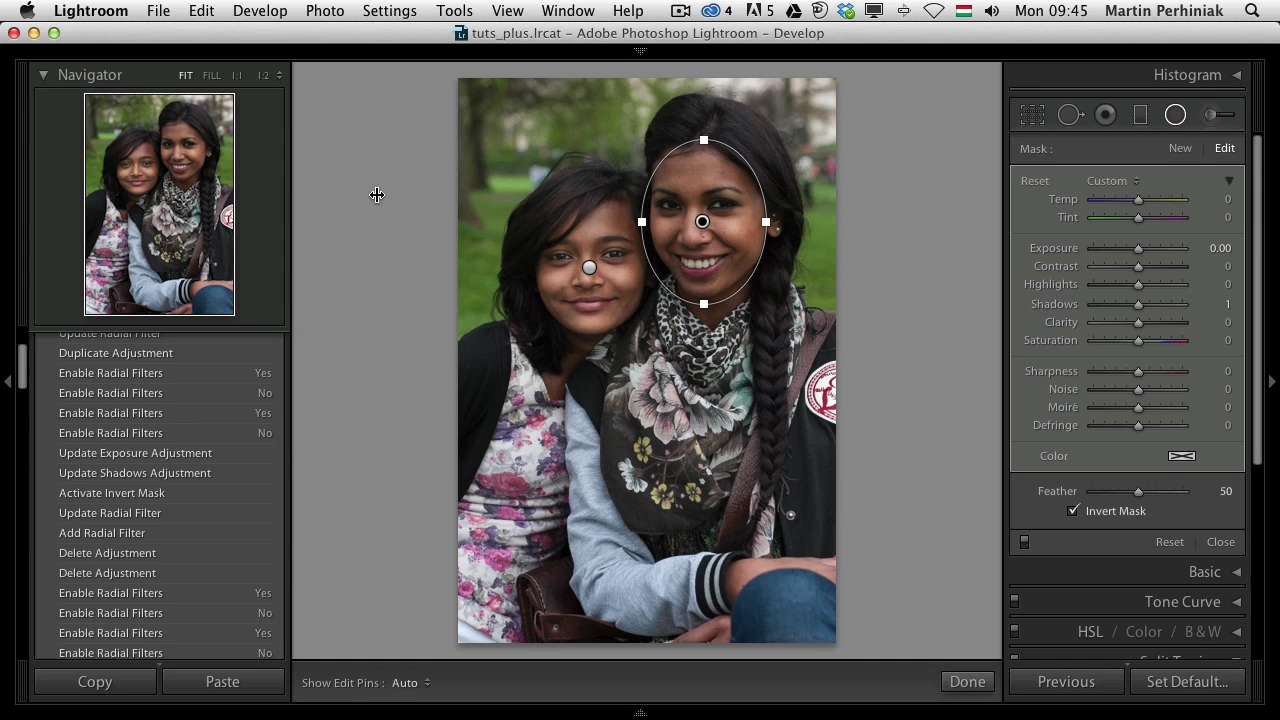 Lightroom File Edit Develop Photo Settings Tools View Window Help 4 5 Mon 09:45 Martin Perhiniak
Lr tuts_plus.lrcat – Adobe Photoshop Lightroom – Develop
Navigator FIT FILL 1:1 1:2
Update Radial Filter
Duplicate Adjustment
Enable Radial Filters Yes
Enable Radial Filters No
Enable Radial Filters Yes
Enable Radial Filters No
Update Exposure Adjustment
Update Shadows Adjustment
Activate Invert Mask
Update Radial Filter
Add Radial Filter
Delete Adjustment
Delete Adjustment
Enable Radial Filters Yes
Enable Radial Filters No
Enable Radial Filters Yes
Enable Radial Filters No
Copy Paste
Show Edit Pins : Auto Done
Histogram
Mask : New Edit
Reset Custom
Temp 0
Tint 0
Exposure 0.00
Contrast 0
Highlights 0
Shadows 1
Clarity 0
Saturation 0
Sharpness 0
Noise 0
Moiré 0
Defringe 0
Color
Feather 50
Invert Mask
Reset Close
Basic
Tone Curve
HSL / Color / B & W
Previous Set Default...